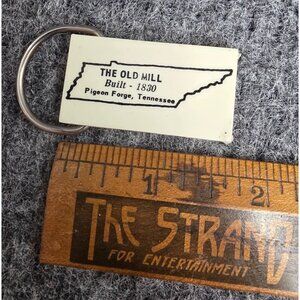 THE OLD MILL
Built - 1830
Pigeon Forge, Tennessee
1 2
THE STRAND
FOR ENTERTAINMENT